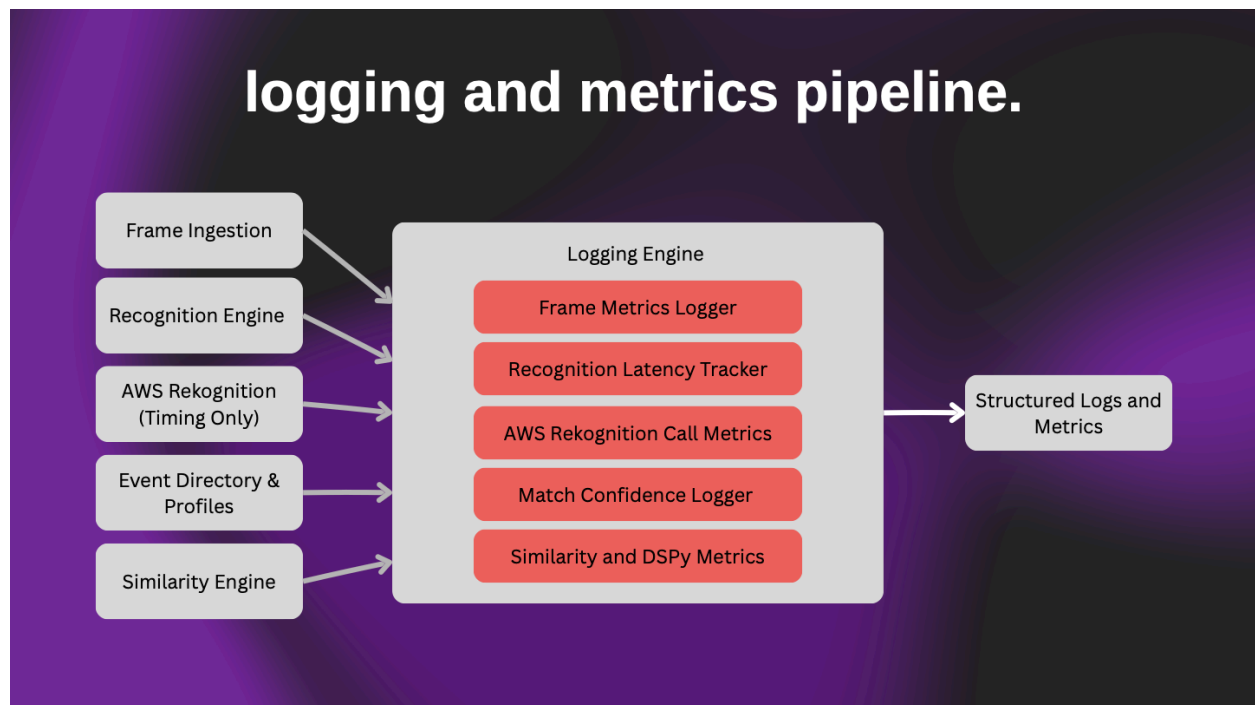 logging and metrics pipeline.
Frame Ingestion
Recognition Engine
AWS Rekognition
(Timing Only)
Event Directory &
Profiles
Similarity Engine
Logging Engine
Frame Metrics Logger
Recognition Latency Tracker
AWS Rekognition Call Metrics
Match Confidence Logger
Similarity and DSPy Metrics
Structured Logs and
Metrics